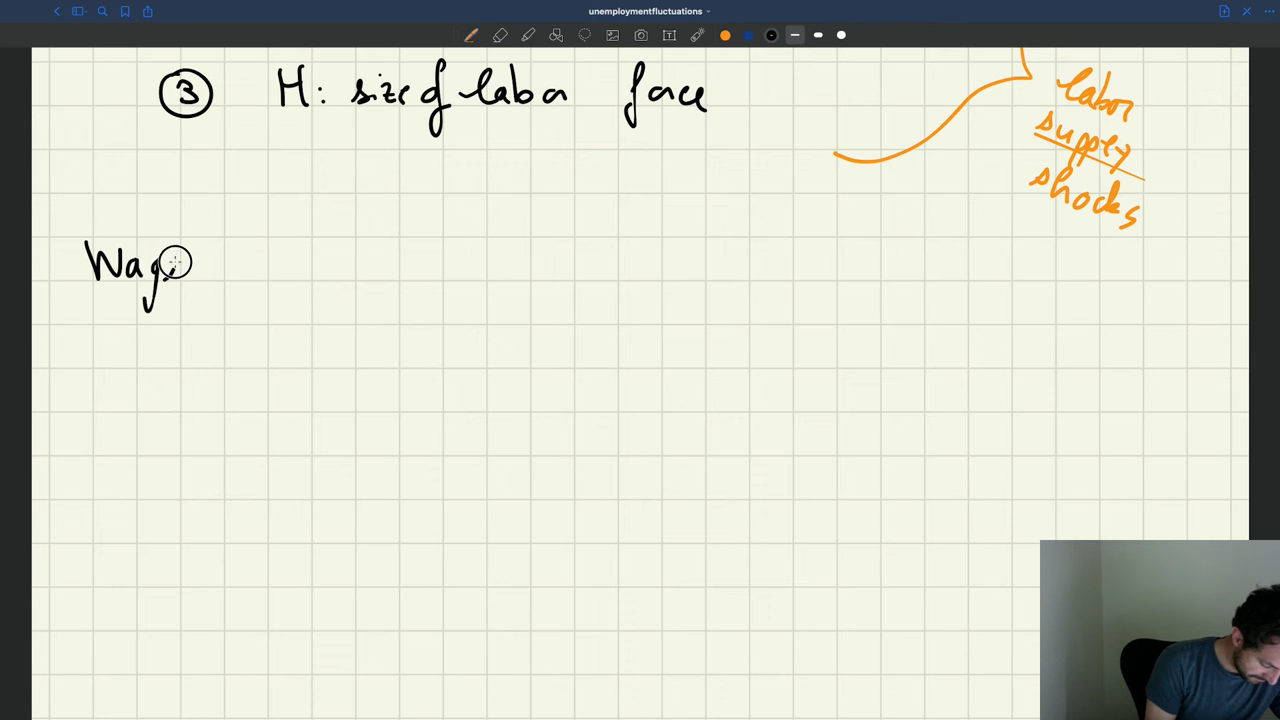 unemploymentfluctuations
3 H: size of labor force
labor
supply
shocks
Wag